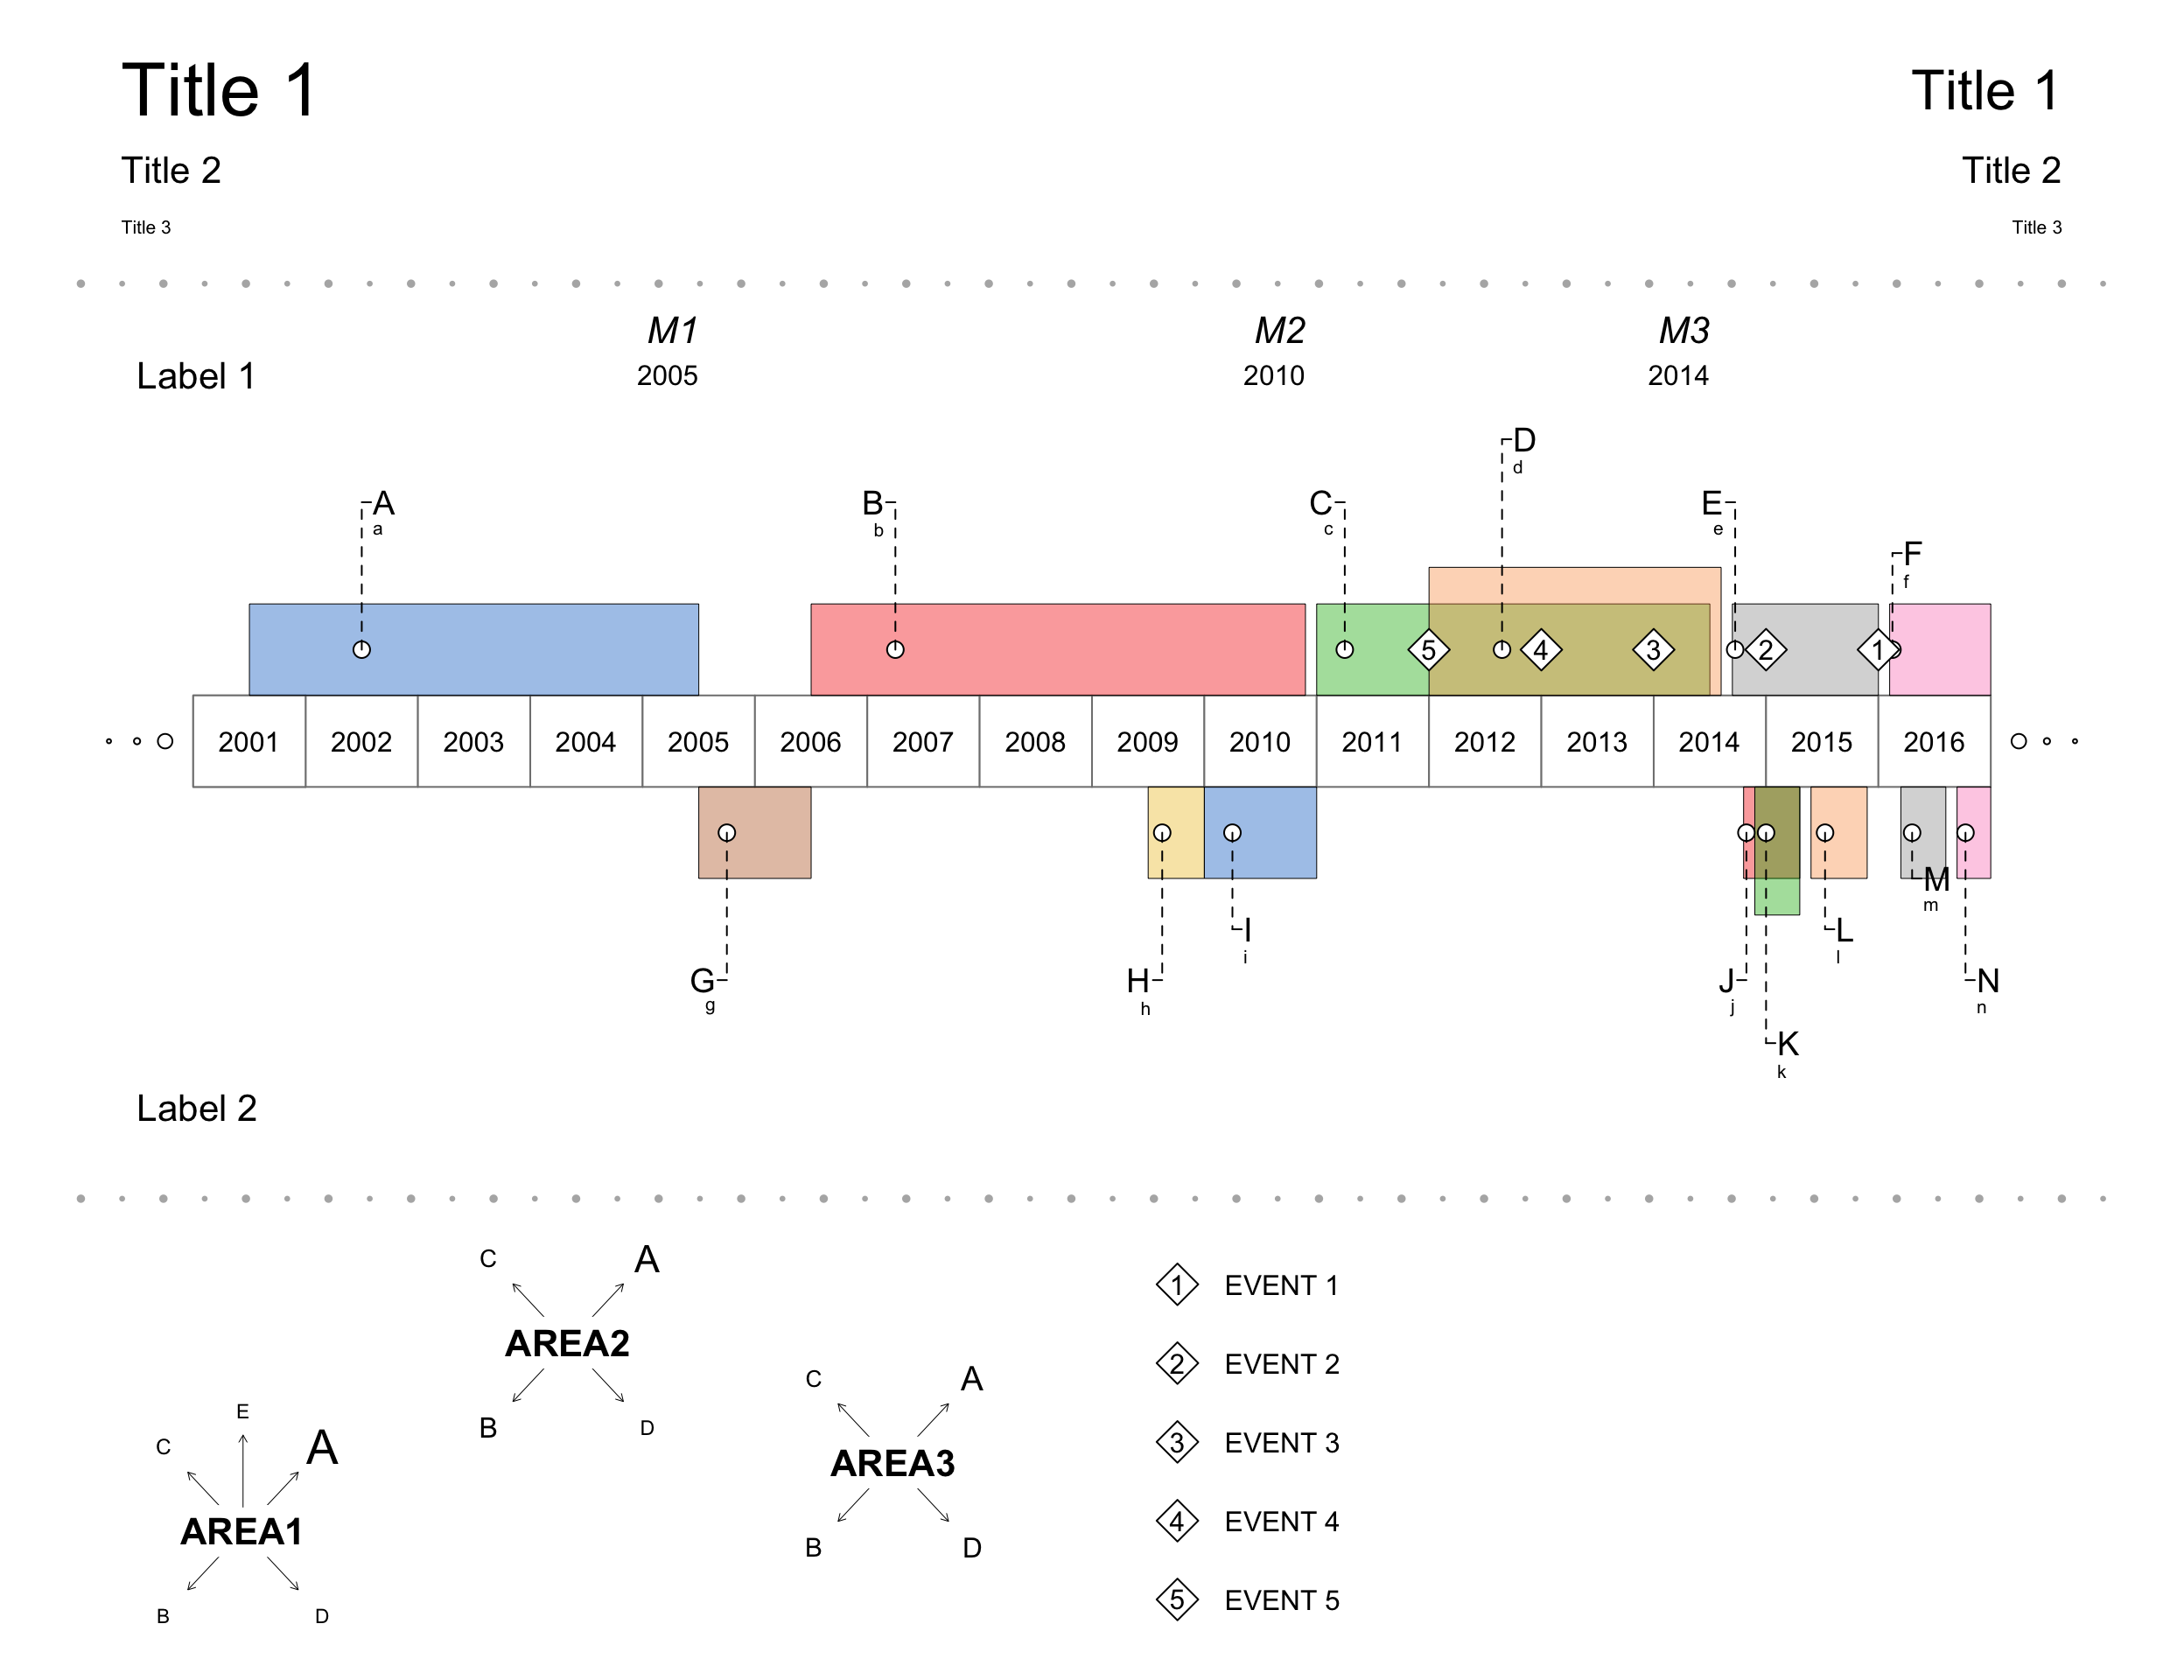 Title 1
Title 1
Title 2
Title 2
Title 3
Title 3
M1
M2
M3
Label 1
2005
2010
2014
D
d
A
a
B
b
C
c
E
e
F
f
5
4
3
2
1
2001
2002
2003
2004
2005
2006
2007
2008
2009
2010
2011
2012
2013
2014
2015
2016
M
m
I
i
L
l
G
g
H
h
J
j
N
n
K
k
Label 2
C
A
AREA2
B
D
C
A
AREA3
B
D
E
C
A
AREA1
B
D
1 EVENT 1
2 EVENT 2
3 EVENT 3
4 EVENT 4
5 EVENT 5